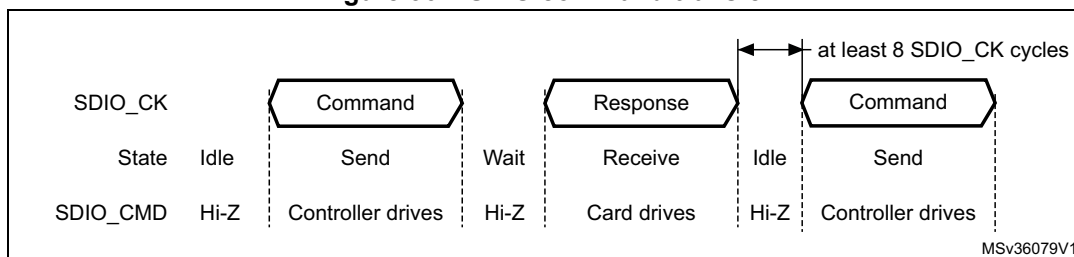 at least 8 SDIO_CK cycles
SDIO_CK Command Response Command
State Idle Send Wait Receive Idle Send
SDIO_CMD Hi-Z Controller drives Hi-Z Card drives Hi-Z Controller drives
MSv36079V1